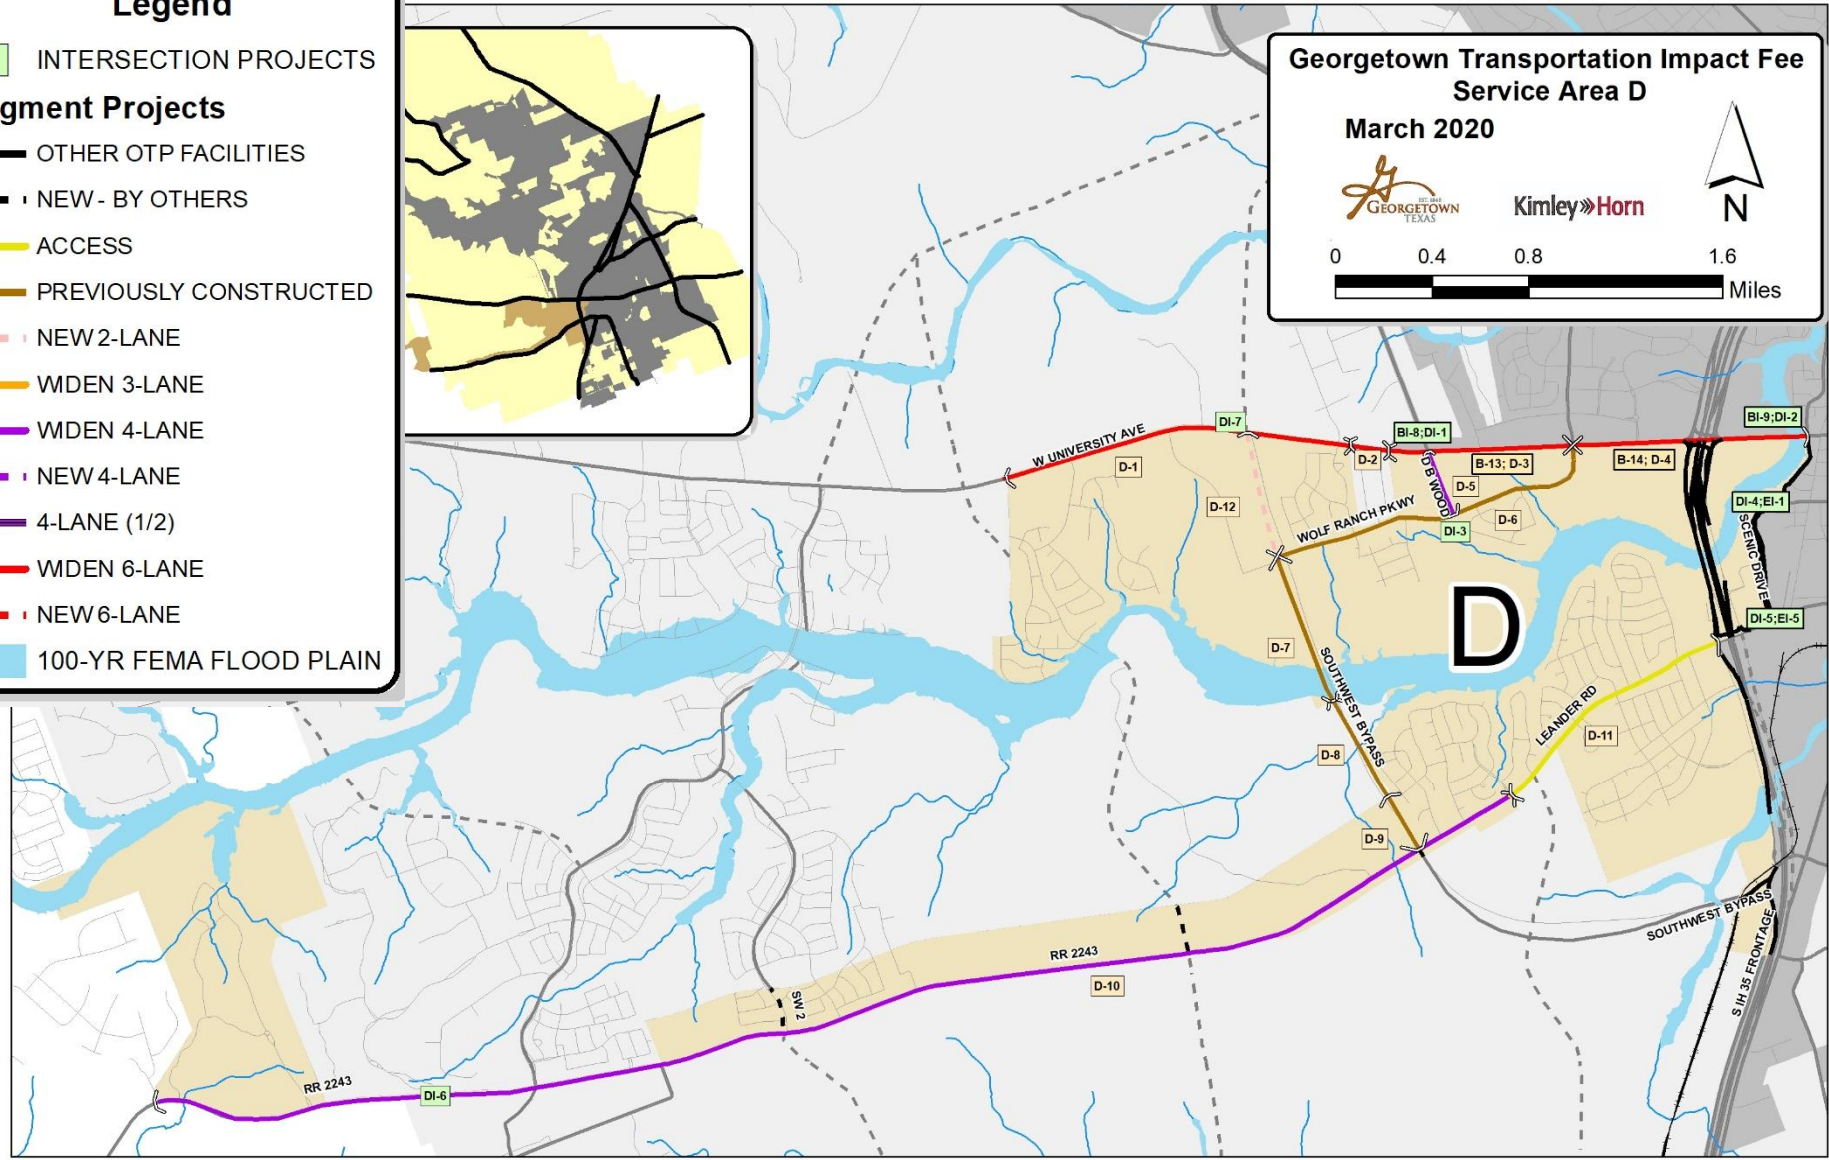 Legend
INTERSECTION PROJECTS
gment Projects
OTHER OTP FACILITIES
NEW - BY OTHERS
ACCESS
PREVIOUSLY CONSTRUCTED
NEW 2-LANE
WIDEN 3-LANE
WIDEN 4-LANE
NEW 4-LANE
4-LANE (1/2)
WIDEN 6-LANE
NEW 6-LANE
100-YR FEMA FLOOD PLAIN
Georgetown Transportation Impact Fee
Service Area D
March 2020
EST. 1848
GEORGETOWN
TEXAS
Kimley»Horn
N
0 0.4 0.8 1.6
Miles
DI-7
BI-8;DI-1
BI-9;DI-2
W UNIVERSITY AVE
D-1
D-2
B-13; D-3
B-14; D-4
D B WOOD
D-5
D-12
WOLF RANCH PKWY
D-6
DI-3
DI-4;EI-1
SCENIC DRIVE
D
DI-5;EI-5
D-7
SOUTHWEST BYPASS
LEANDER RD
D-11
D-8
D-9
SOUTHWEST BYPASS
S IH 35 FRONTAGE
RR 2243
D-10
SW 2
RR 2243
DI-6